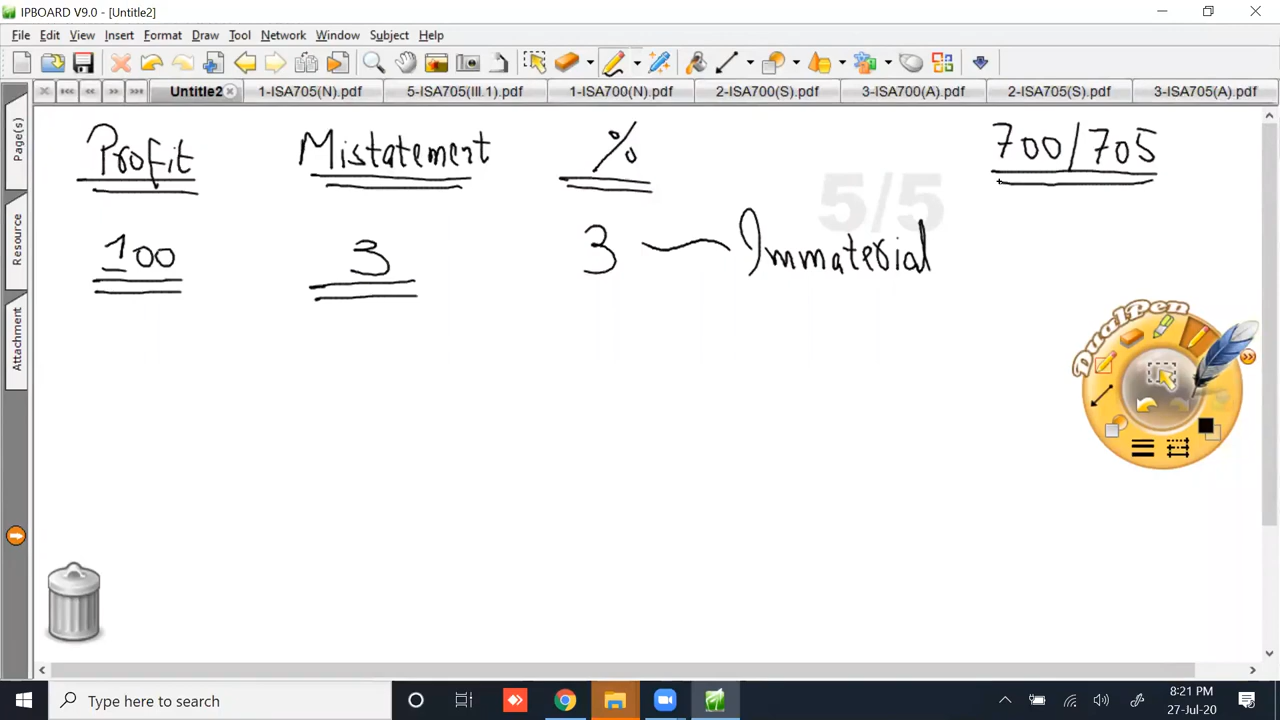 IPBOARD V9.0 - [Untitle2]
File Edit View Insert Format Draw Tool Network Window Subject Help
Untitle2 1-ISA705(N).pdf 5-ISA705(Ill.1).pdf 1-ISA700(N).pdf 2-ISA700(S).pdf 3-ISA700(A).pdf 2-ISA705(S).pdf 3-ISA705(A).pdf
Page(s)
Resource
Attachment
Profit Mistatement % 700/705
5/5
100 3 3 Immaterial
DualPen
Type here to search
8:21 PM
27-Jul-20